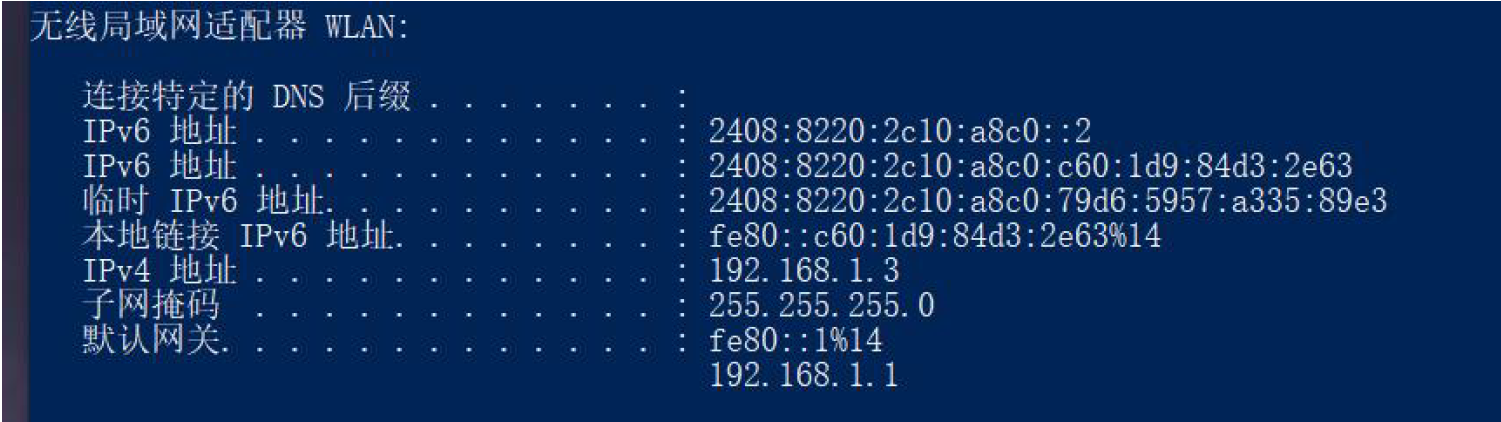 无线局域网适配器 WLAN:
连接特定的 DNS 后缀 . . . . . . . :
IPv6 地址 . . . . . . . . . . . . : 2408:8220:2c10:a8c0::2
IPv6 地址 . . . . . . . . . . . . : 2408:8220:2c10:a8c0:c60:1d9:84d3:2e63
临时 IPv6 地址. . . . . . . . . . : 2408:8220:2c10:a8c0:79d6:5957:a335:89e3
本地链接 IPv6 地址. . . . . . . . : fe80::c60:1d9:84d3:2e63%14
IPv4 地址 . . . . . . . . . . . . : 192.168.1.3
子网掩码 . . . . . . . . . . . . : 255.255.255.0
默认网关. . . . . . . . . . . . . : fe80::1%14
192.168.1.1